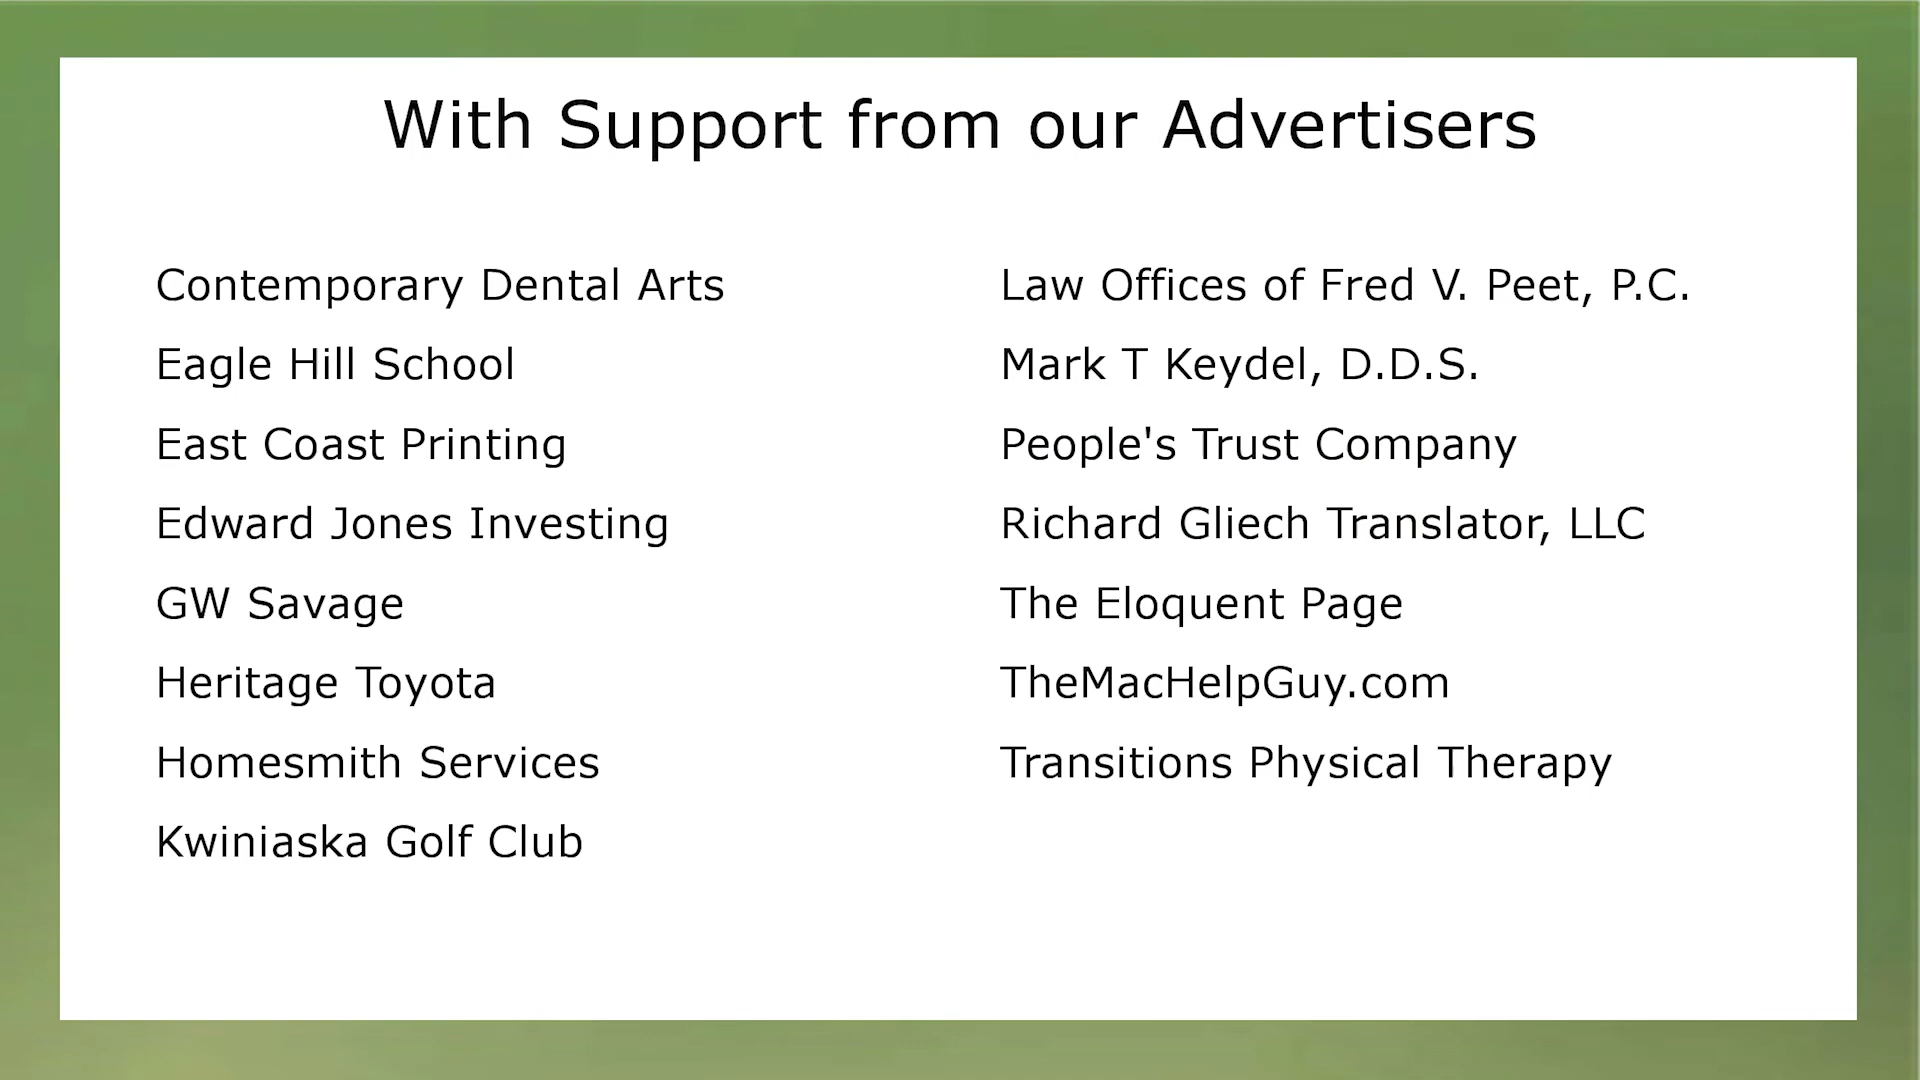 With Support from our Advertisers
Contemporary Dental Arts
Eagle Hill School
East Coast Printing
Edward Jones Investing
GW Savage
Heritage Toyota
Homesmith Services
Kwiniaska Golf Club
Law Offices of Fred V. Peet, P.C.
Mark T Keydel, D.D.S.
People's Trust Company
Richard Gliech Translator, LLC
The Eloquent Page
TheMacHelpGuy.com
Transitions Physical Therapy